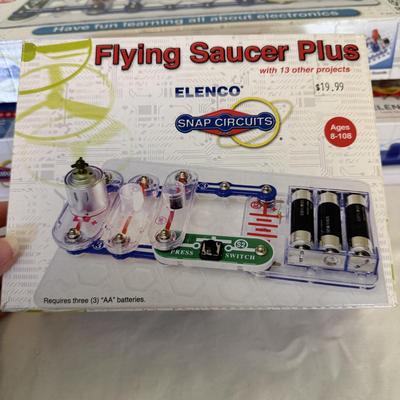 Have fun learning all about electronics
Flying Saucer Plus
with 13 other projects
$19.99
ELENCO®
SNAP CIRCUITS®
Ages
8-108
S2
PRESS SWITCH
Requires three (3) "AA" batteries.